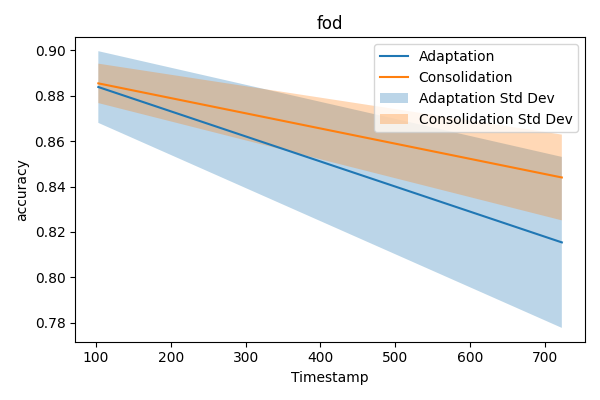 fod
Adaptation
Consolidation
Adaptation Std Dev
Consolidation Std Dev
accuracy
0.90
0.88
0.86
0.84
0.82
0.80
0.78
100 200 300 400 500 600 700
Timestamp